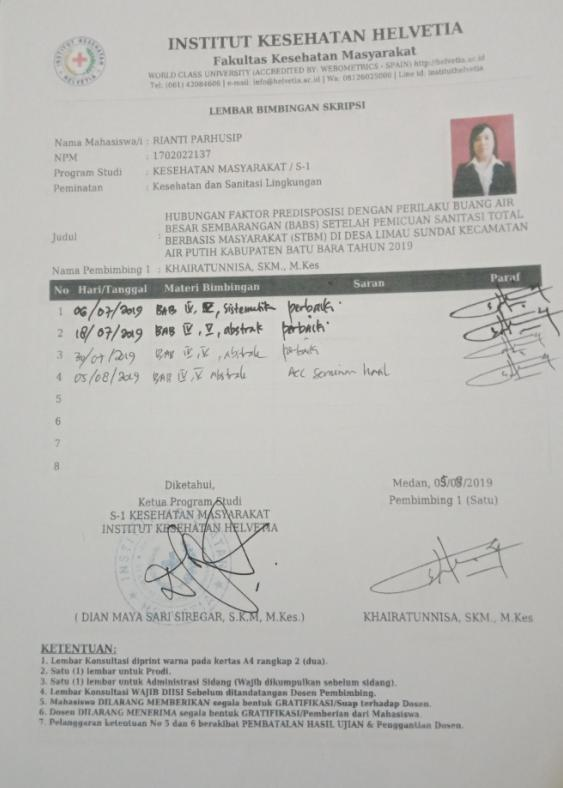 INSTITUT KESEHATAN HELVETIA
Fakultas Kesehatan Masyarakat
WORLD CLASS UNIVERSITY (ACCREDITED BY: WEBOMETRICS - SPAIN) http://helvetia.ac.id
Tel: (061) 42084606 | e-mail: info@helvetia.ac.id | Wa: 08126025000 | Line id: instituthelvetia
LEMBAR BIMBINGAN SKRIPSI
Nama Mahasiswa/i : RIANTI PARHUSIP
NPM : 1702022137
Program Studi : KESEHATAN MASYARAKAT / S-1
Peminatan : Kesehatan dan Sanitasi Lingkungan
Judul : HUBUNGAN FAKTOR PREDISPOSISI DENGAN PERILAKU BUANG AIR
BESAR SEMBARANGAN (BABS) SETELAH PEMICUAN SANITASI TOTAL
BERBASIS MASYARAKAT (STBM) DI DESA LIMAU SUNDAI KECAMATAN
AIR PUTIH KABUPATEN BATU BARA TAHUN 2019
Nama Pembimbing 1 : KHAIRATUNNISA, SKM., M.Kes
No Hari/Tanggal Materi Bimbingan Saran Paraf
1 06/07/2019 BAB IV, V, Sistematik perbaiki
2 18/07/2019 BAB IV, V, abstrak perbaiki
3 30/07/2019 BAB IV, V, abstrak perbaiki
4 05/08/2019 BAB IV, V abstrak Acc Seminar hasil
5
6
7
8
Diketahui,
Ketua Program Studi
S-1 KESEHATAN MASYARAKAT
INSTITUT KESEHATAN HELVETIA
Medan, 05/08/2019
Pembimbing 1 (Satu)
( DIAN MAYA SARI SIREGAR, S.K.M, M.Kes.)
KHAIRATUNNISA, SKM., M.Kes
KETENTUAN:
1. Lembar Konsultasi diprint warna pada kertas A4 rangkap 2 (dua).
2. Satu (1) lembar untuk Prodi.
3. Satu (1) lembar untuk Administrasi Sidang (Wajib dikumpulkan sebelum sidang).
4. Lembar Konsultasi WAJIB DIISI Sebelum ditandatangan Dosen Pembimbing.
5. Mahasiswa DILARANG MEMBERIKAN segala bentuk GRATIFIKASI/Suap terhadap Dosen.
6. Dosen DILARANG MENERIMA segala bentuk GRATIFIKASI/Pemberian dari Mahasiswa.
7. Pelanggaran ketentuan No 5 dan 6 berakibat PEMBATALAN HASIL UJIAN & Penggantian Dosen.